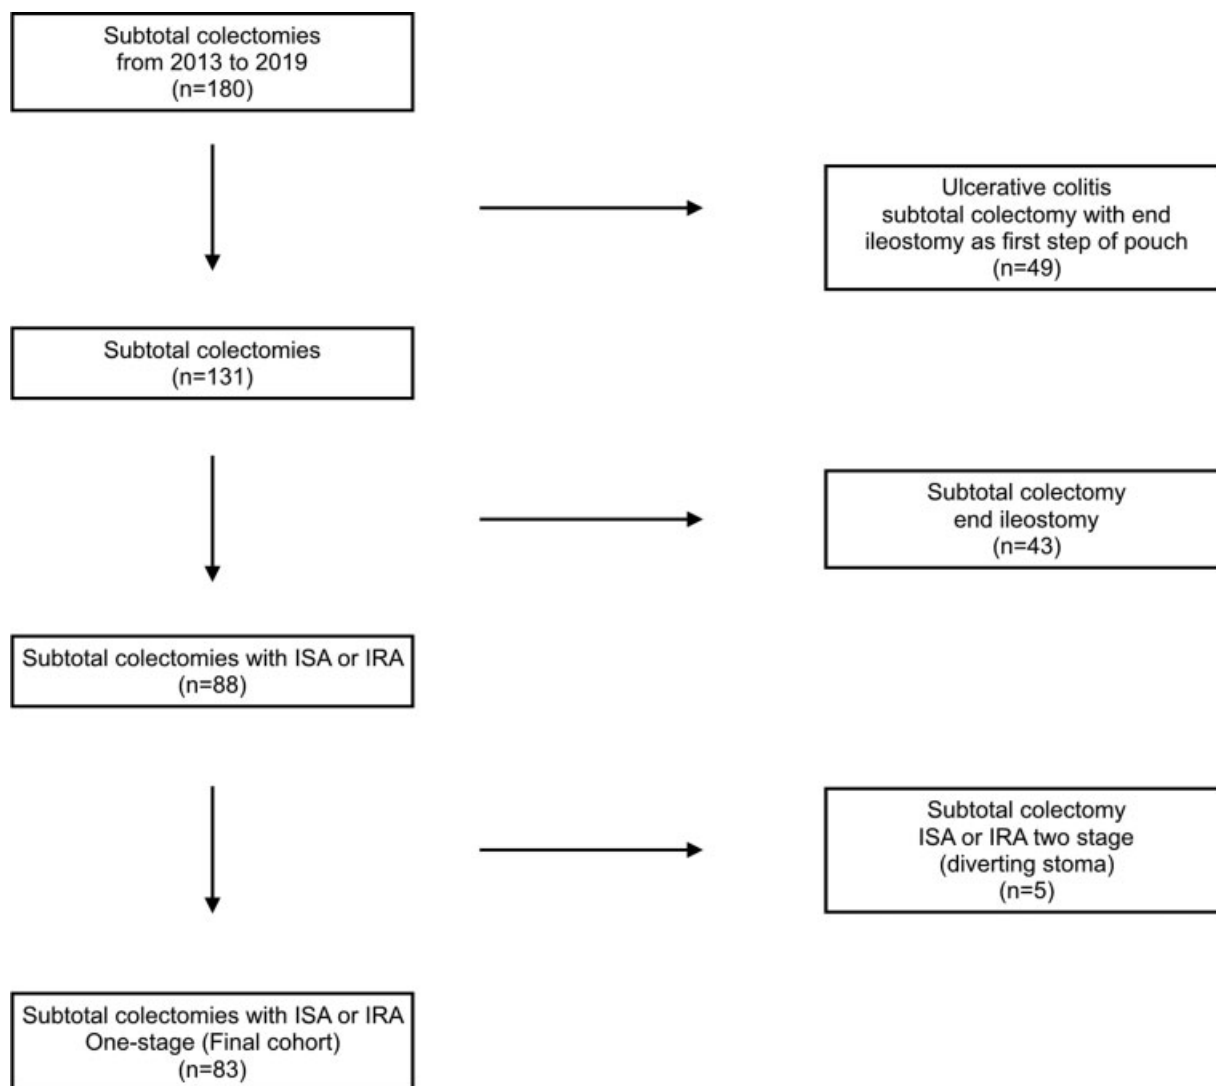 Subtotal colectomies
from 2013 to 2019
(n=180)
Ulcerative colitis
subtotal colectomy with end
ileostomy as first step of pouch
(n=49)
Subtotal colectomies
(n=131)
Subtotal colectomy
end ileostomy
(n=43)
Subtotal colectomies with ISA or IRA
(n=88)
Subtotal colectomy
ISA or IRA two stage
(diverting stoma)
(n=5)
Subtotal colectomies with ISA or IRA
One-stage (Final cohort)
(n=83)